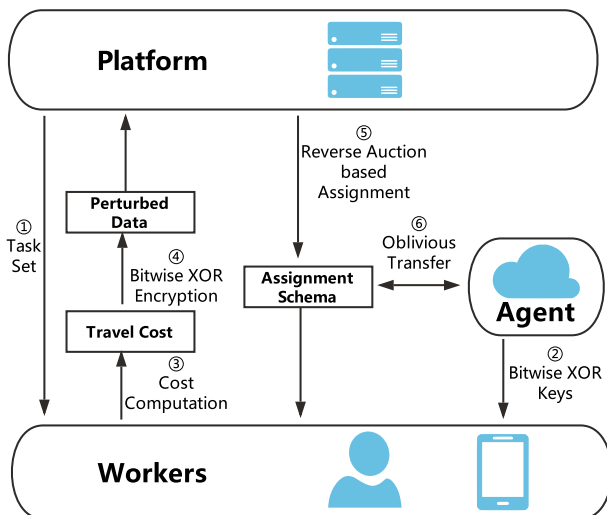 Platform
①
Task
Set
Perturbed
Data
④
Bitwise XOR
Encryption
Travel Cost
③
Cost
Computation
⑤
Reverse Auction
based
Assignment
Assignment
Schema
⑥
Oblivious
Transfer
Agent
②
Bitwise XOR
Keys
Workers